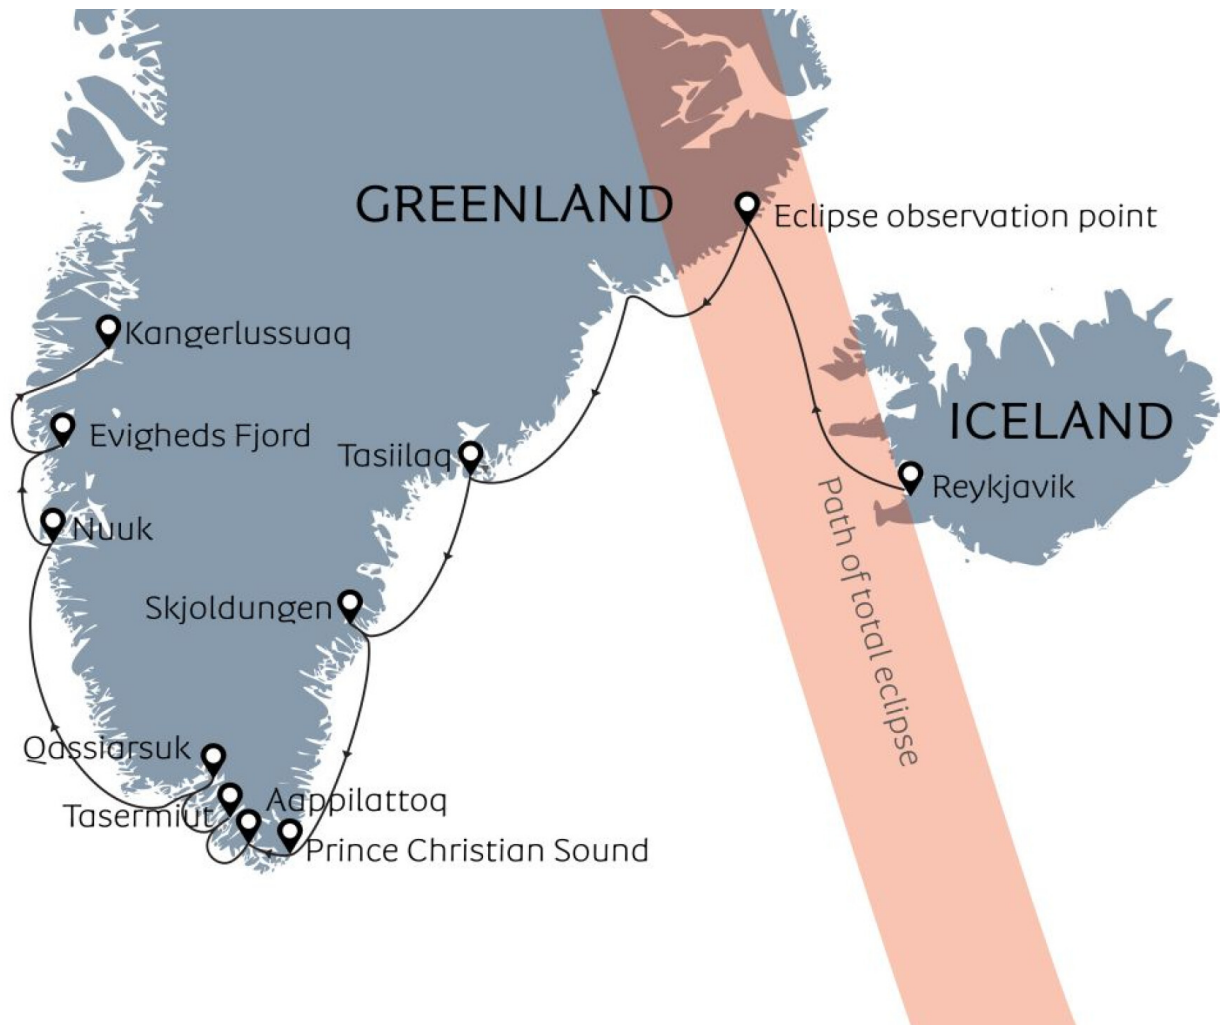 GREENLAND
Eclipse observation point
Kangerlussuaq
ICELAND
Evigheds Fjord
Tasiilaq
Reykjavik
Nuuk
Path of total eclipse
Skjoldungen
Qassiarsuk
Aappilattoq
Tasermiut
Prince Christian Sound